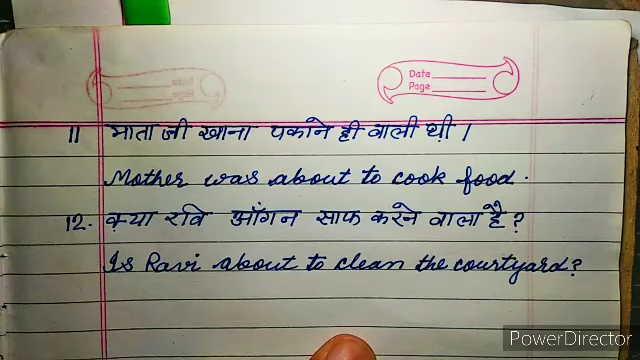 Date
Page
11 माता जी खाना पकाने ही वाली थी ।
Mother was about to cook food.
12. क्या रवि आँगन साफ करने वाला है ?
Is Ravi about to clean the courtyard?
PowerDirector